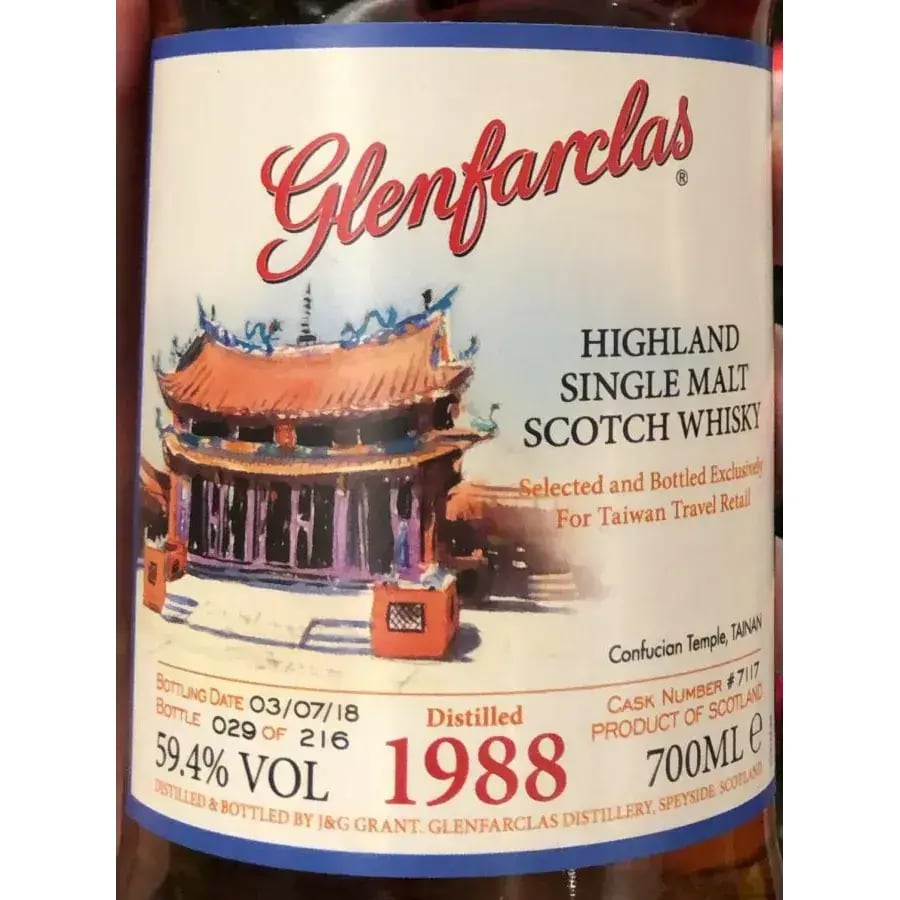 Glenfarclas ®
HIGHLAND
SINGLE MALT
SCOTCH WHISKY
Selected and Bottled Exclusively
For Taiwan Travel Retail
Confucian Temple, TAINAN
BOTTLING DATE 03/07/18
BOTTLE 029 OF 216
59.4% VOL
Distilled
1988
CASK NUMBER #7117
PRODUCT OF SCOTLAND
700ML e
DISTILLED & BOTTLED BY J&G GRANT. GLENFARCLAS DISTILLERY, SPEYSIDE. SCOTLAND